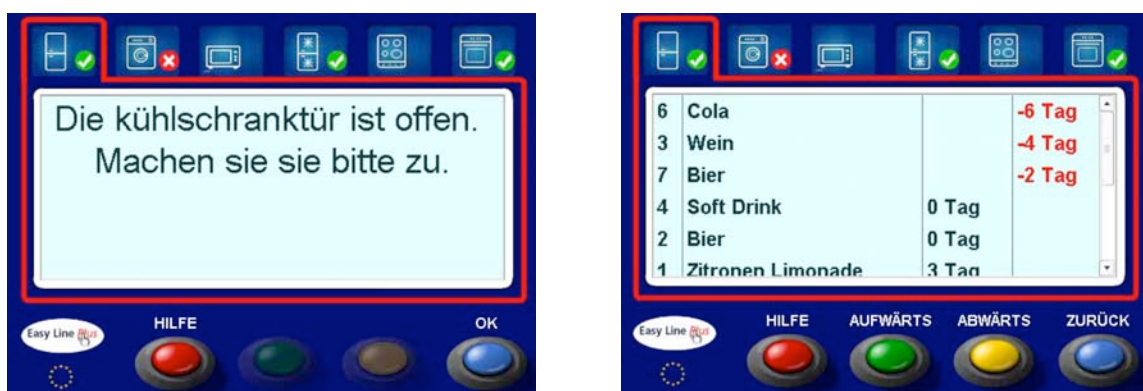 Die kühlschranktür ist offen.
Machen sie sie bitte zu.
Easy Line Plus
HILFE
OK
6 Cola -6 Tag
3 Wein -4 Tag
7 Bier -2 Tag
4 Soft Drink 0 Tag
2 Bier 0 Tag
1 Zitronen Limonade 3 Tag
Easy Line Plus
HILFE AUFWÄRTS ABWÄRTS ZURÜCK